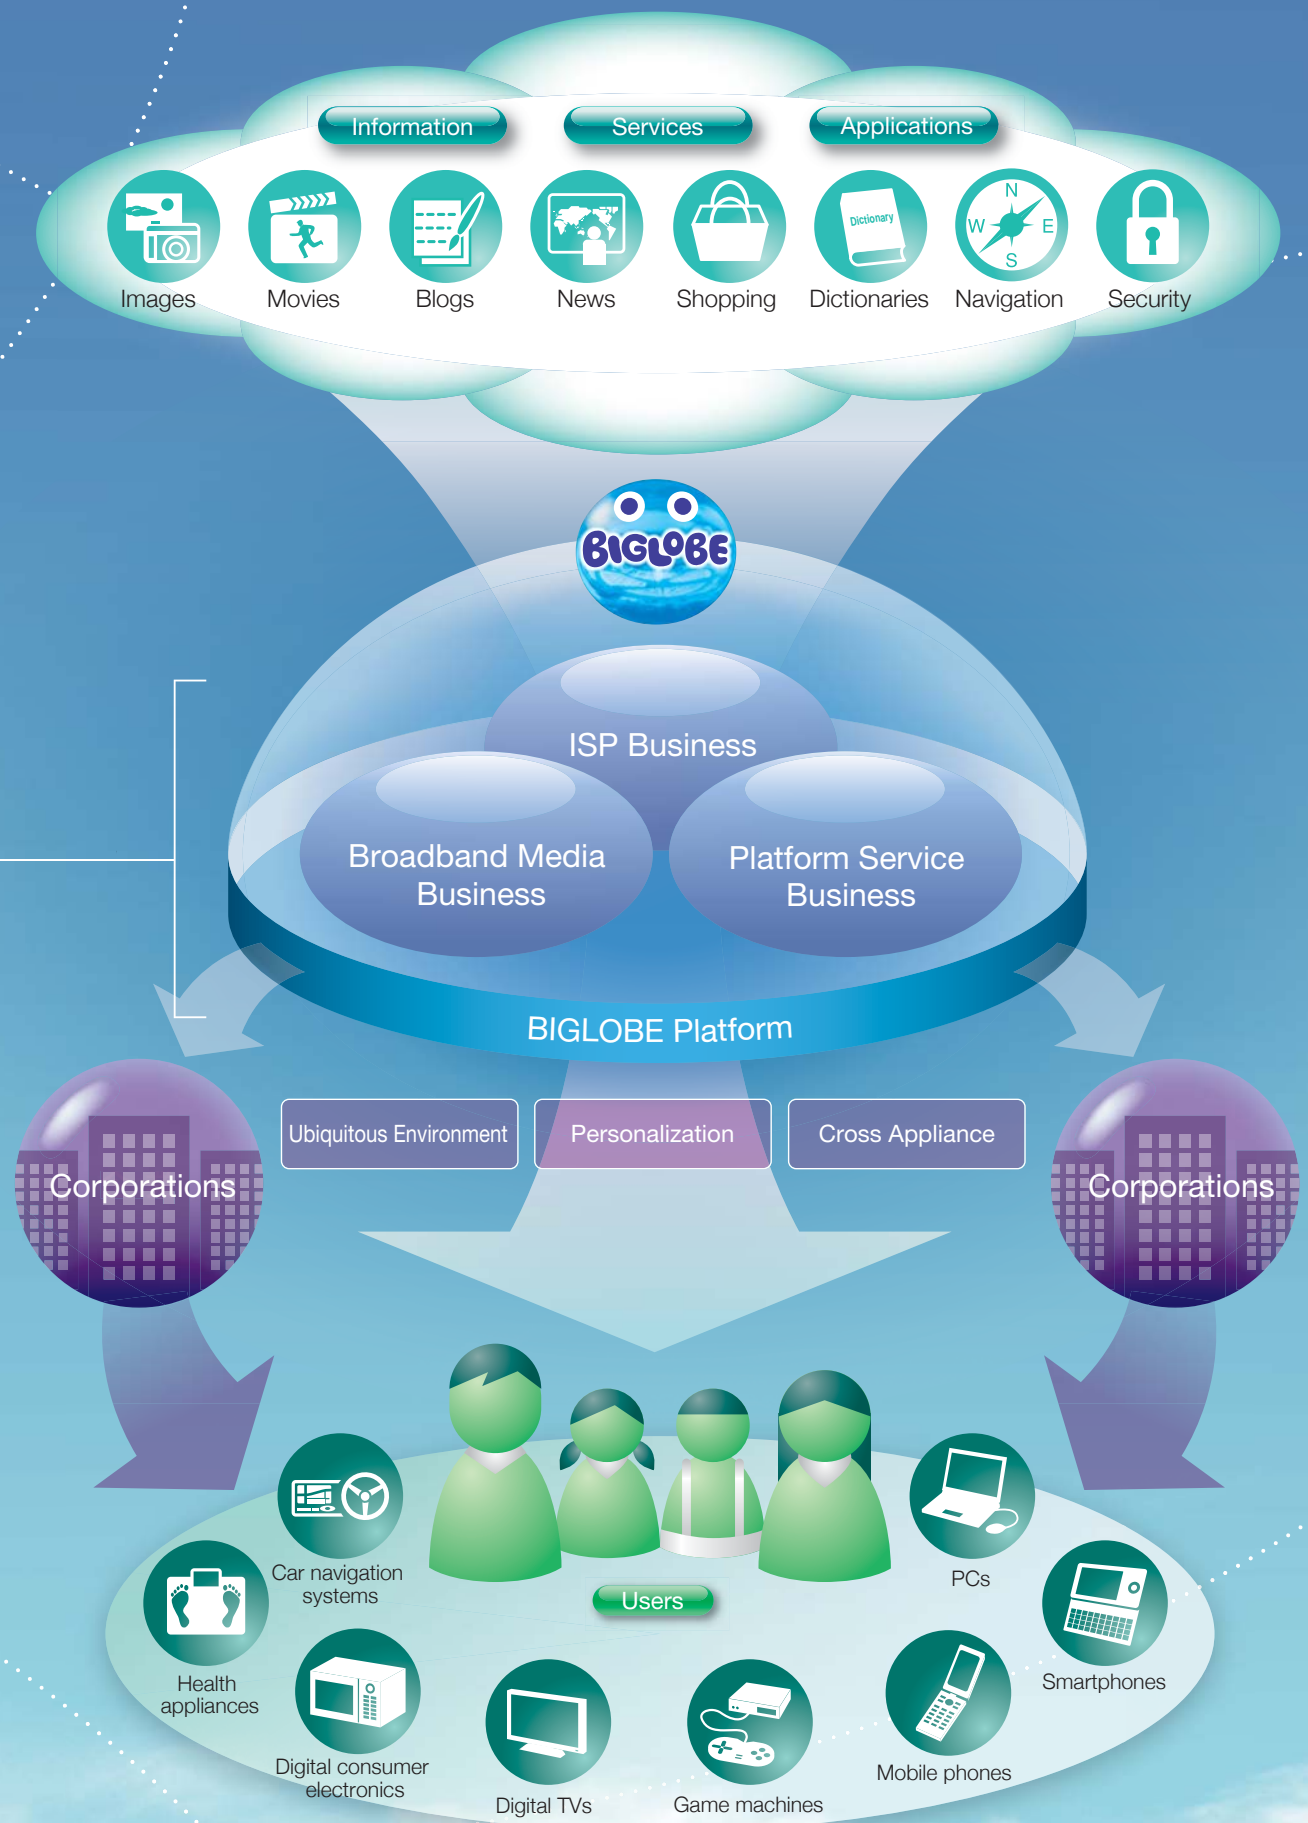 Information
Services
Applications
Dictionary
N
W
E
S
Images
Movies
Blogs
News
Shopping
Dictionaries
Navigation
Security
BIGLOBE
ISP Business
Broadband Media
Business
Platform Service
Business
BIGLOBE Platform
Ubiquitous Environment
Personalization
Cross Appliance
Corporations
Corporations
Car navigation
systems
PCs
Users
Health
appliances
Smartphones
Digital consumer
electronics
Mobile phones
Digital TVs
Game machines